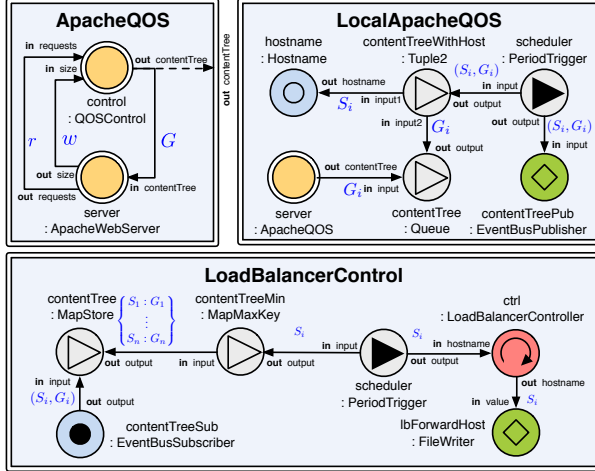 ApacheQOS
in requests
in size
out contentTree
control
: QOSControl
r
w
G
out size
out requests
in contentTree
server
: ApacheWebServer
out contentTree
LocalApacheQOS
hostname
: Hostname
contentTreeWithHost
: Tuple2
scheduler
: PeriodTrigger
(S_i, G_i)
out hostname
in input
S_i
in input1
out output
in input2
G_i
out output
(S_i, G_i)
in input
out contentTree
G_i in input
out output
server
: ApacheQOS
contentTree
: Queue
contentTreePub
: EventBusPublisher
LoadBalancerControl
contentTree
: MapStore
{ S_1 : G_1
⋮
S_n : G_n }
contentTreeMin
: MapMaxKey
ctrl
: LoadBalancerController
S_i
in input
S_i
in hostname
out output
in input
out output
out output
in input
(S_i, G_i)
out output
scheduler
: PeriodTrigger
out hostname
in value
S_i
contentTreeSub
: EventBusSubscriber
lbForwardHost
: FileWriter